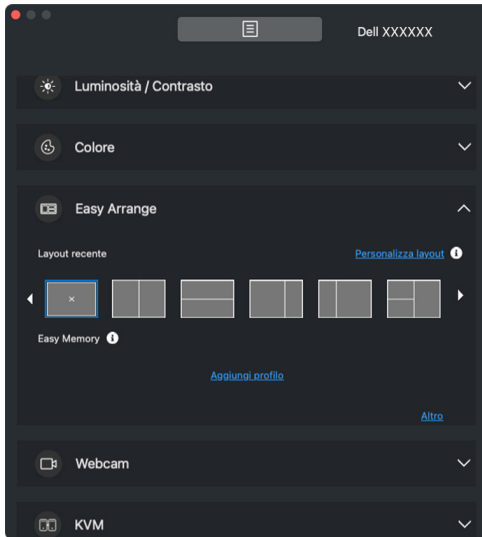 Dell XXXXXX
Luminosità / Contrasto
Colore
Easy Arrange
Layout recente
Personalizza layout
Easy Memory
Aggiungi profilo
Altro
Webcam
KVM